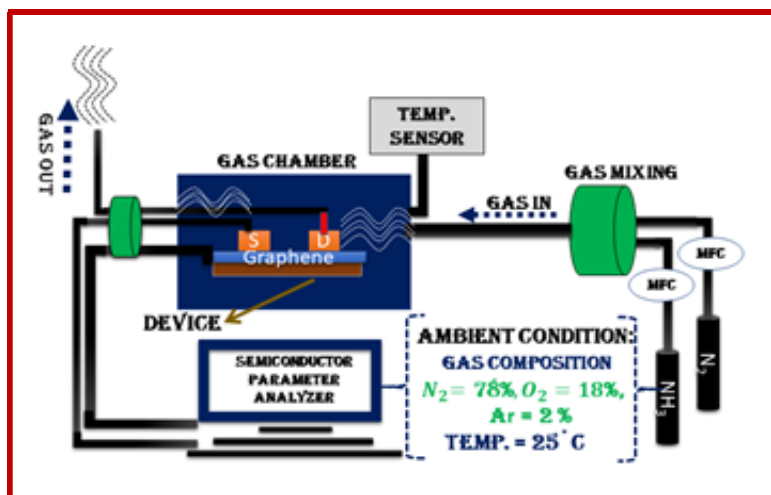 GAS OUT
GAS CHAMBER
TEMP.
SENSOR
GAS MIXING
GAS IN
S
D
Graphene
MFC
MFC
DEVICE
SEMICONDUCTOR
PARAMETER
ANALYZER
AMBIENT CONDITION:
GAS COMPOSITION
N₂ = 78%, O₂ = 18%,
Ar = 2 %
TEMP. = 25°C
NH₃
N₂